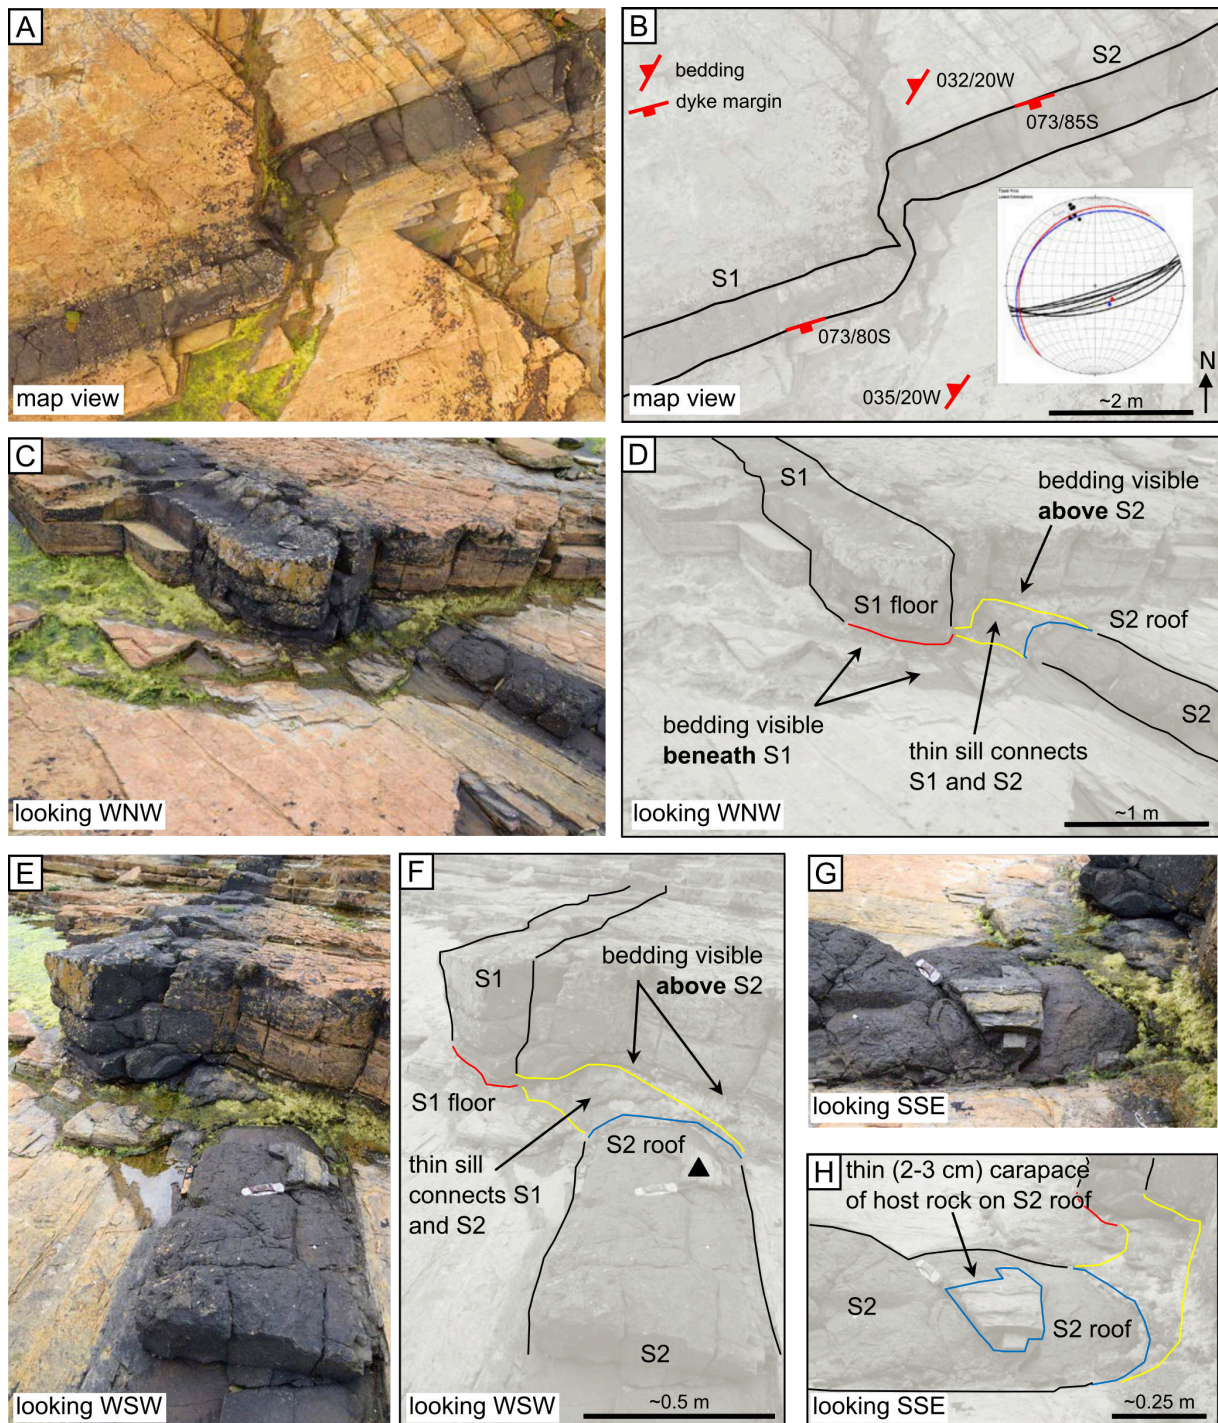 A
map view
B
bedding
dyke margin
032/20W
S2
073/85S
S1
073/80S
035/20W
N
~2 m
map view
C
looking WNW
D
S1
bedding visible
above S2
S1 floor
S2 roof
bedding visible
beneath S1
thin sill connects
S1 and S2
S2
looking WNW
~1 m
E
looking WSW
F
S1
bedding visible
above S2
S1 floor
S2 roof
thin sill
connects S1
and S2
S2
looking WSW
~0.5 m
G
looking SSE
H
thin (2-3 cm) carapace
of host rock on S2 roof
S2
S2 roof
looking SSE
~0.25 m